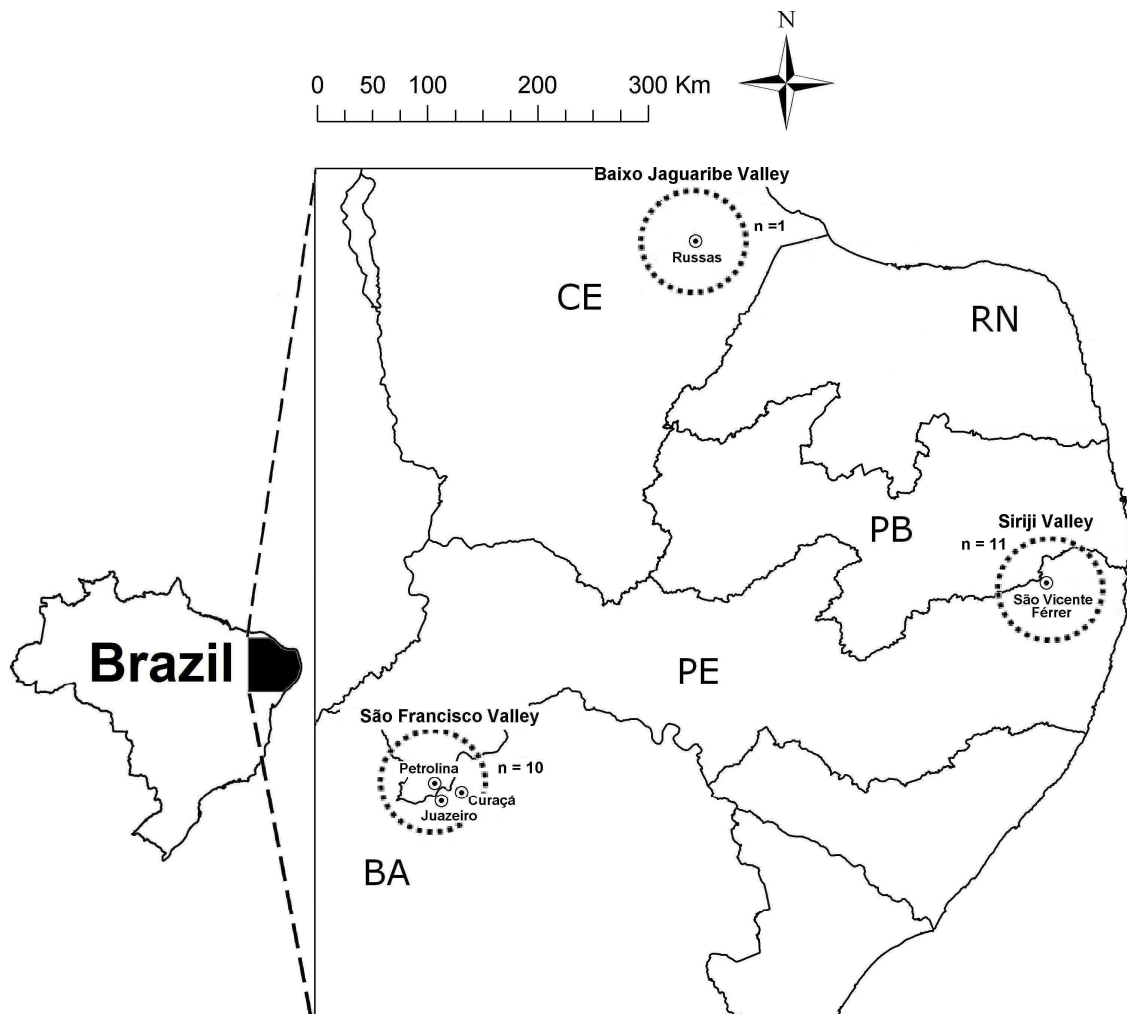 N
0 50 100 200 300 Km
Baixo Jaguaribe Valley
n =1
Russas
CE
RN
Siriji Valley
PB
n = 11
São Vicente
Férrer
Brazil
PE
São Francisco Valley
n = 10
Petrolina
Curaçá
Juazeiro
BA